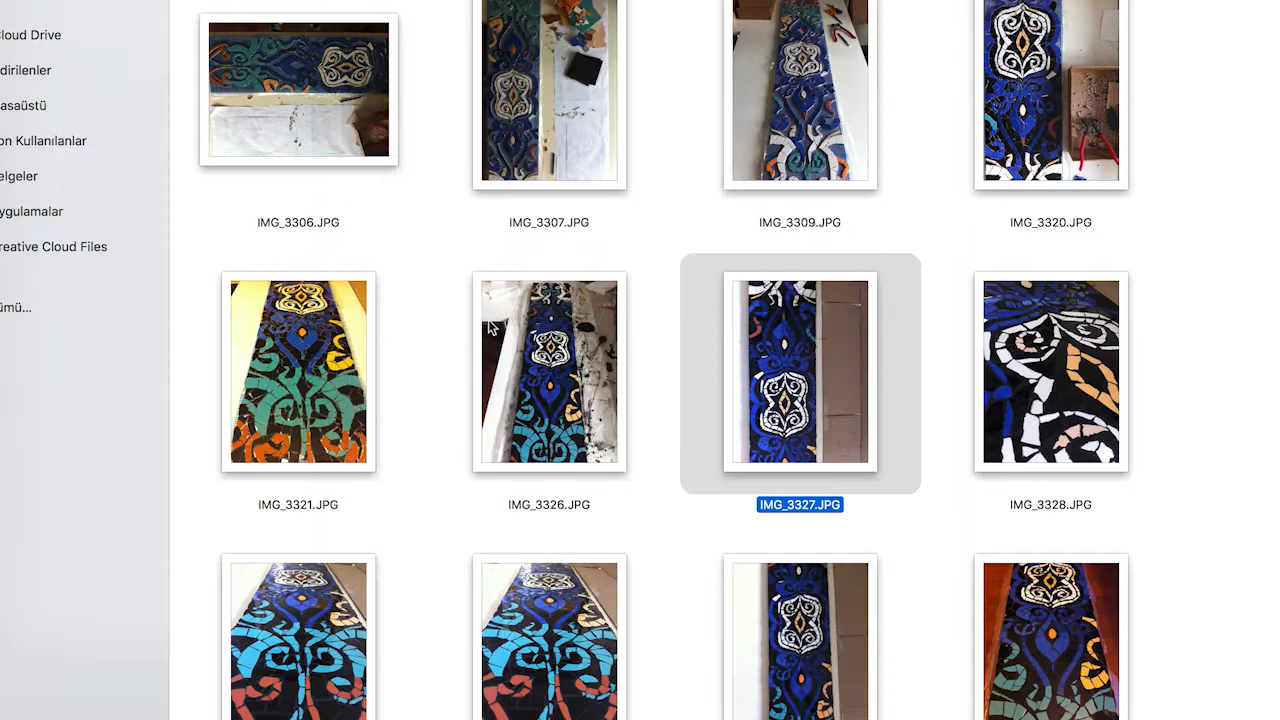 Cloud Drive
dirilenler
asaüstü
on Kullanılanlar
elgeler
ygulamalar
reative Cloud Files
ümü...
IMG_3306.JPG
IMG_3307.JPG
IMG_3309.JPG
IMG_3320.JPG
IMG_3321.JPG
IMG_3326.JPG
IMG_3327.JPG
IMG_3328.JPG